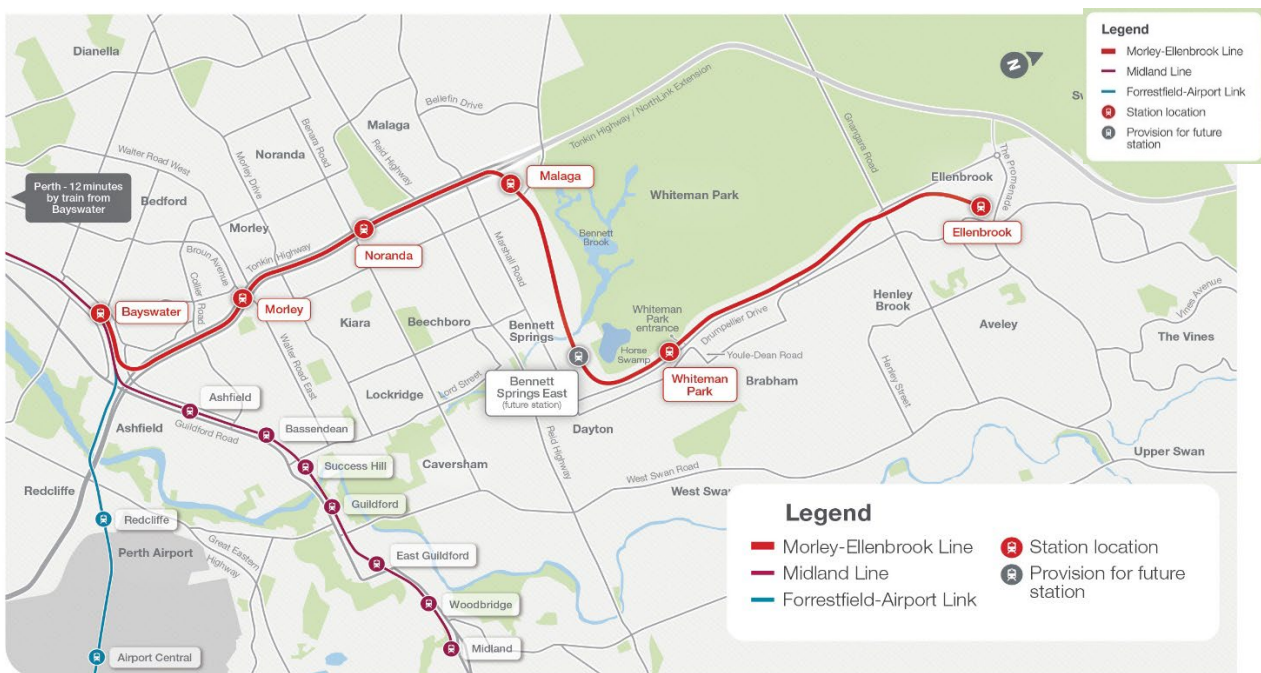 Legend
Morley-Ellenbrook Line
Midland Line
Forrestfield-Airport Link
Station location
Provision for future
station
N
Dianella
Bellefin Drive
Tonkin Highway / NorthLink Extension
Gnangara Road
The Promenade
Malaga
Benara Road
Reid Highway
Walter Road West
Morley Drive
Noranda
Perth - 12 minutes
by train from
Bayswater
Bedford
Malaga
Whiteman Park
Ellenbrook
Morley
Broun Avenue
Tonkin Highway
Noranda
Marshall Road
Bennett
Brook
Ellenbrook
Collier Road
Bayswater
Morley
Kiara
Beechboro
Bennett
Springs
Whiteman
Park
entrance
Drumpellier Drive
Henley
Brook
Aveley
Vines Avenue
The Vines
Walter Road East
Horse
Swamp
Youle-Dean Road
Whiteman
Park
Brabham
Henley Street
Lockridge
Lord Street
Bennett
Springs East
(future station)
Ashfield
Ashfield
Guildford Road
Bassendean
Dayton
Reid Highway
Success Hill
Caversham
West Swan Road
Upper Swan
Redcliffe
West Swan
Guildford
Redcliffe
Perth Airport
Great Eastern
Highway
East Guildford
Woodbridge
Midland
Airport Central
Legend
Morley-Ellenbrook Line
Midland Line
Forrestfield-Airport Link
Station location
Provision for future
station